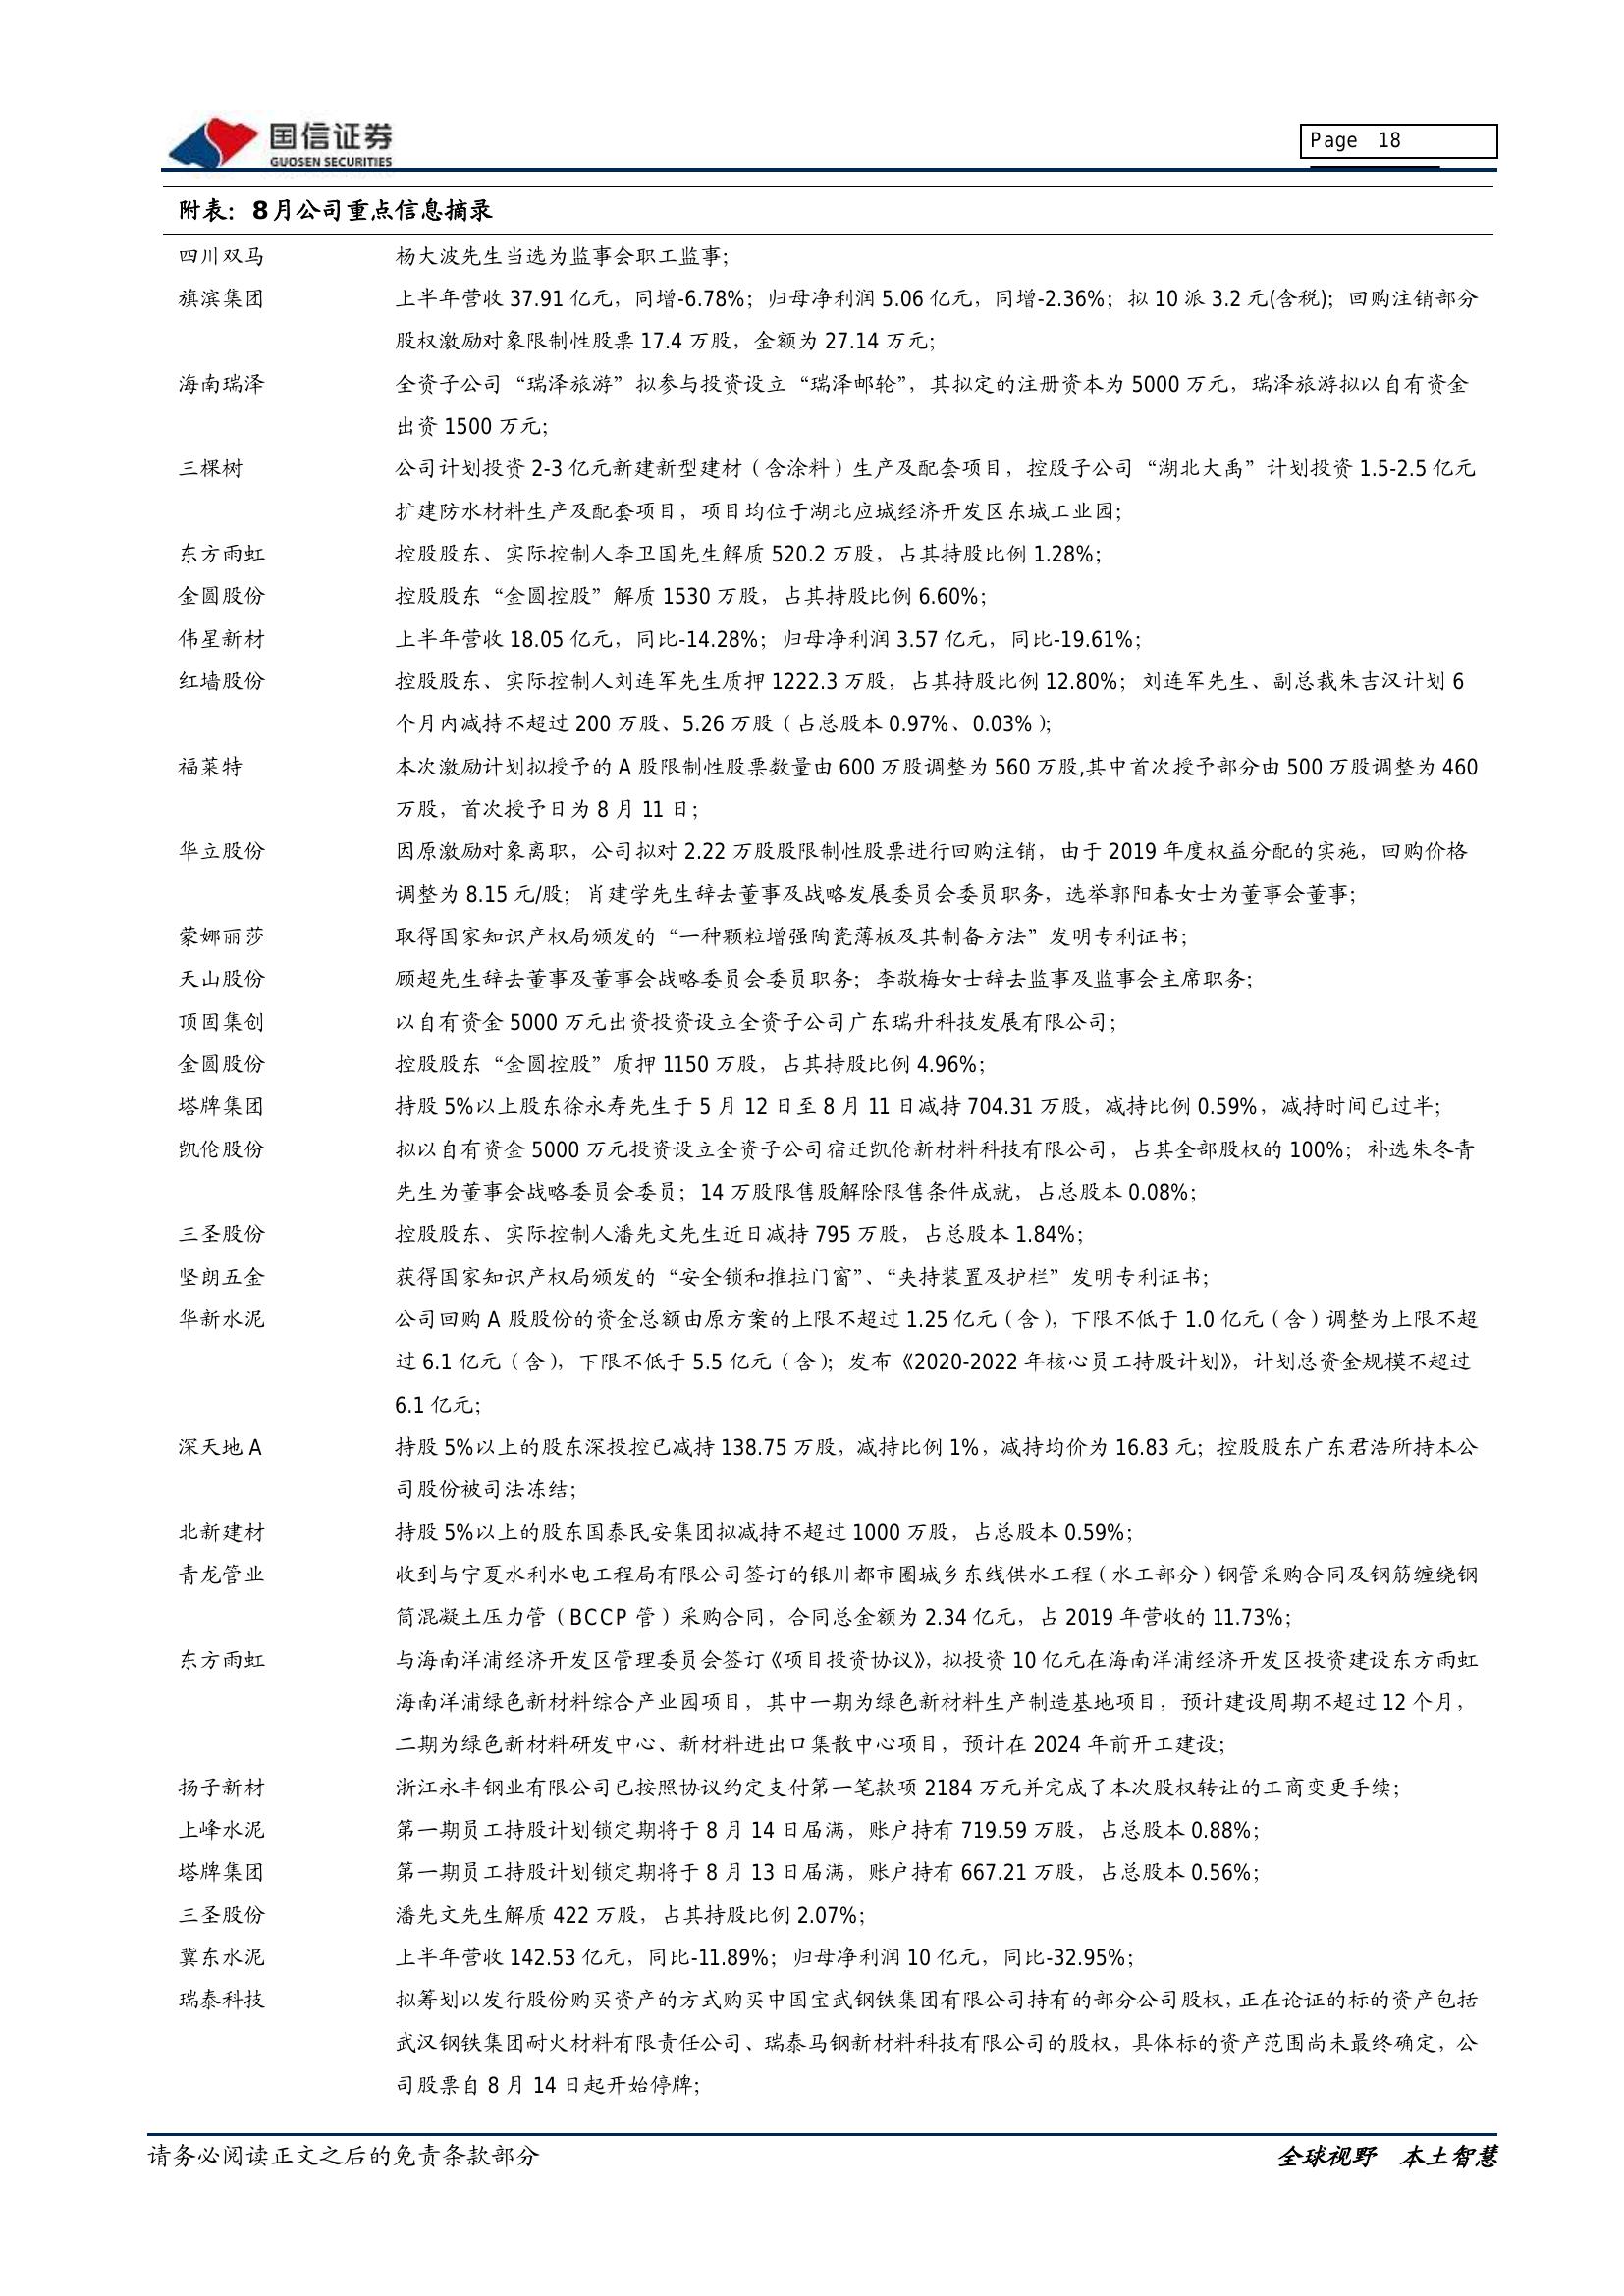 国信证券
GUOSEN SECURITIES
Page 18
附表：8月公司重点信息摘录
四川双马 杨大波先生当选为监事会职工监事；
旗滨集团 上半年营收 37.91 亿元，同增-6.78%；归母净利润 5.06 亿元，同增-2.36%；拟 10 派 3.2 元(含税)；回购注销部分
股权激励对象限制性股票 17.4 万股，金额为 27.14 万元；
海南瑞泽 全资子公司“瑞泽旅游”拟参与投资设立“瑞泽邮轮”，其拟定的注册资本为 5000 万元，瑞泽旅游拟以自有资金
出资 1500 万元；
三棵树 公司计划投资 2-3 亿元新建新型建材（含涂料）生产及配套项目，控股子公司“湖北大禹”计划投资 1.5-2.5 亿元
扩建防水材料生产及配套项目，项目均位于湖北应城经济开发区东城工业园；
东方雨虹 控股股东、实际控制人李卫国先生解质 520.2 万股，占其持股比例 1.28%；
金圆股份 控股股东“金圆控股”解质 1530 万股，占其持股比例 6.60%；
伟星新材 上半年营收 18.05 亿元，同比-14.28%；归母净利润 3.57 亿元，同比-19.61%；
红墙股份 控股股东、实际控制人刘连军先生质押 1222.3 万股，占其持股比例 12.80%；刘连军先生、副总裁朱吉汉计划 6
个月内减持不超过 200 万股、5.26 万股（占总股本 0.97%、0.03%）；
福莱特 本次激励计划拟授予的 A 股限制性股票数量由 600 万股调整为 560 万股,其中首次授予部分由 500 万股调整为 460
万股，首次授予日为 8 月 11 日；
华立股份 因原激励对象离职，公司拟对 2.22 万股股限制性股票进行回购注销，由于 2019 年度权益分配的实施，回购价格
调整为 8.15 元/股；肖建学先生辞去董事及战略发展委员会委员职务，选举郭阳春女士为董事会董事；
蒙娜丽莎 取得国家知识产权局颁发的“一种颗粒增强陶瓷薄板及其制备方法”发明专利证书；
天山股份 顾超先生辞去董事及董事会战略委员会委员职务；李敬梅女士辞去监事及监事会主席职务；
顶固集创 以自有资金 5000 万元出资投资设立全资子公司广东瑞升科技发展有限公司；
金圆股份 控股股东“金圆控股”质押 1150 万股，占其持股比例 4.96%；
塔牌集团 持股 5%以上股东徐永寿先生于 5 月 12 日至 8 月 11 日减持 704.31 万股，减持比例 0.59%，减持时间已过半；
凯伦股份 拟以自有资金 5000 万元投资设立全资子公司宿迁凯伦新材料科技有限公司，占其全部股权的 100%；补选朱冬青
先生为董事会战略委员会委员；14 万股限售股解除限售条件成就，占总股本 0.08%；
三圣股份 控股股东、实际控制人潘先文先生近日减持 795 万股，占总股本 1.84%；
坚朗五金 获得国家知识产权局颁发的“安全锁和推拉门窗”、“夹持装置及护栏”发明专利证书；
华新水泥 公司回购 A 股股份的资金总额由原方案的上限不超过 1.25 亿元（含），下限不低于 1.0 亿元（含）调整为上限不超
过 6.1 亿元（含），下限不低于 5.5 亿元（含）；发布《2020-2022 年核心员工持股计划》，计划总资金规模不超过
6.1 亿元；
深天地 A 持股 5%以上的股东深投控已减持 138.75 万股，减持比例 1%，减持均价为 16.83 元；控股股东广东君浩所持本公
司股份被司法冻结；
北新建材 持股 5%以上的股东国泰民安集团拟减持不超过 1000 万股，占总股本 0.59%；
青龙管业 收到与宁夏水利水电工程局有限公司签订的银川都市圈城乡东线供水工程（水工部分）钢管采购合同及钢筋缠绕钢
筒混凝土压力管（BCCP 管）采购合同，合同总金额为 2.34 亿元，占 2019 年营收的 11.73%；
东方雨虹 与海南洋浦经济开发区管理委员会签订《项目投资协议》，拟投资 10 亿元在海南洋浦经济开发区投资建设东方雨虹
海南洋浦绿色新材料综合产业园项目，其中一期为绿色新材料生产制造基地项目，预计建设周期不超过 12 个月，
二期为绿色新材料研发中心、新材料进出口集散中心项目，预计在 2024 年前开工建设；
扬子新材 浙江永丰钢业有限公司已按照协议约定支付第一笔款项 2184 万元并完成了本次股权转让的工商变更手续；
上峰水泥 第一期员工持股计划锁定期将于 8 月 14 日届满，账户持有 719.59 万股，占总股本 0.88%；
塔牌集团 第一期员工持股计划锁定期将于 8 月 13 日届满，账户持有 667.21 万股，占总股本 0.56%；
三圣股份 潘先文先生解质 422 万股，占其持股比例 2.07%；
冀东水泥 上半年营收 142.53 亿元，同比-11.89%；归母净利润 10 亿元，同比-32.95%；
瑞泰科技 拟筹划以发行股份购买资产的方式购买中国宝武钢铁集团有限公司持有的部分公司股权，正在论证的标的资产包括
武汉钢铁集团耐火材料有限责任公司、瑞泰马钢新材料科技有限公司的股权，具体标的资产范围尚未最终确定，公
司股票自 8 月 14 日起开始停牌；
请务必阅读正文之后的免责条款部分
全球视野 本土智慧